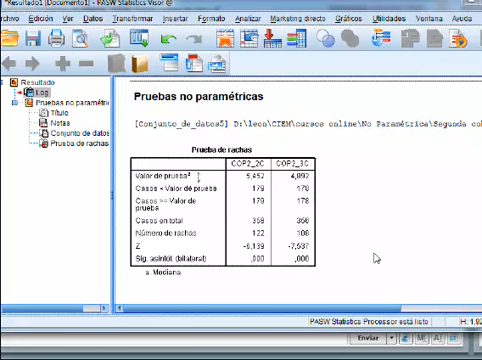 *Resultado1 [Documento1] - PASW Statistics Visor
Archivo Edición Ver Datos Transformar Insertar Formato Analizar Marketing directo Gráficos Utilidades Ventana Ayuda
Resultado
Log
Pruebas no paramétric
Título
Notas
Conjunto de datos
Prueba de rachas
Pruebas no paramétricas
[Conjunto_de_datos5] D:\leon\CIEM\cursos online\No Paramétrica\Segunda
Prueba de rachas
COP2_2C COP2_3C
Valor de pruebaª 5,452 4,892
Casos < Valor de prueba 179 178
Casos >= Valor de
prueba 179 178
Casos en total 358 356
Número de rachas 122 108
Z -6,139 -7,537
Sig. asintót. (bilateral) ,000 ,000
a. Mediana
PASW Statistics Processor está listo
Enviar